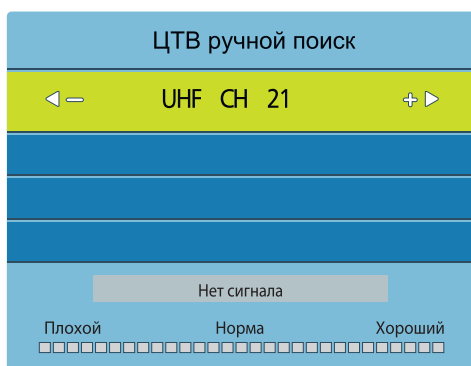 ЦТВ ручной поиск
UHF CH 21
Нет сигнала
Плохой Норма Хороший